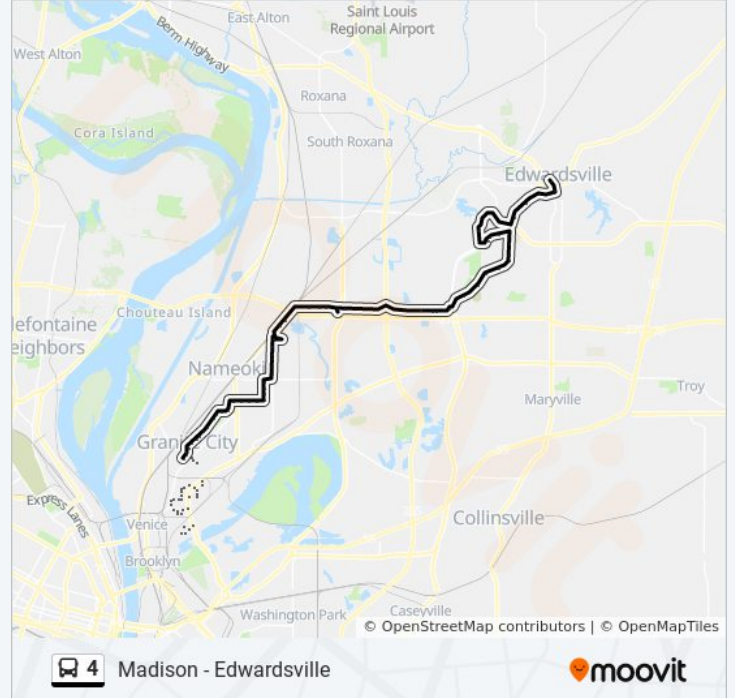 Saint Louis
Regional Airport
East Alton
Berm Highway
West Alton
Roxana
Cora Island
South Roxana
Edwardsville
Chouteau Island
lefontaine
eighbors
Nameoki
Troy
Maryville
Granite City
Express Lanes
Collinsville
Venice
Brooklyn
Caseyville
Washington Park
© OpenStreetMap contributors | © OpenMapTiles
4 Madison - Edwardsville
moovit